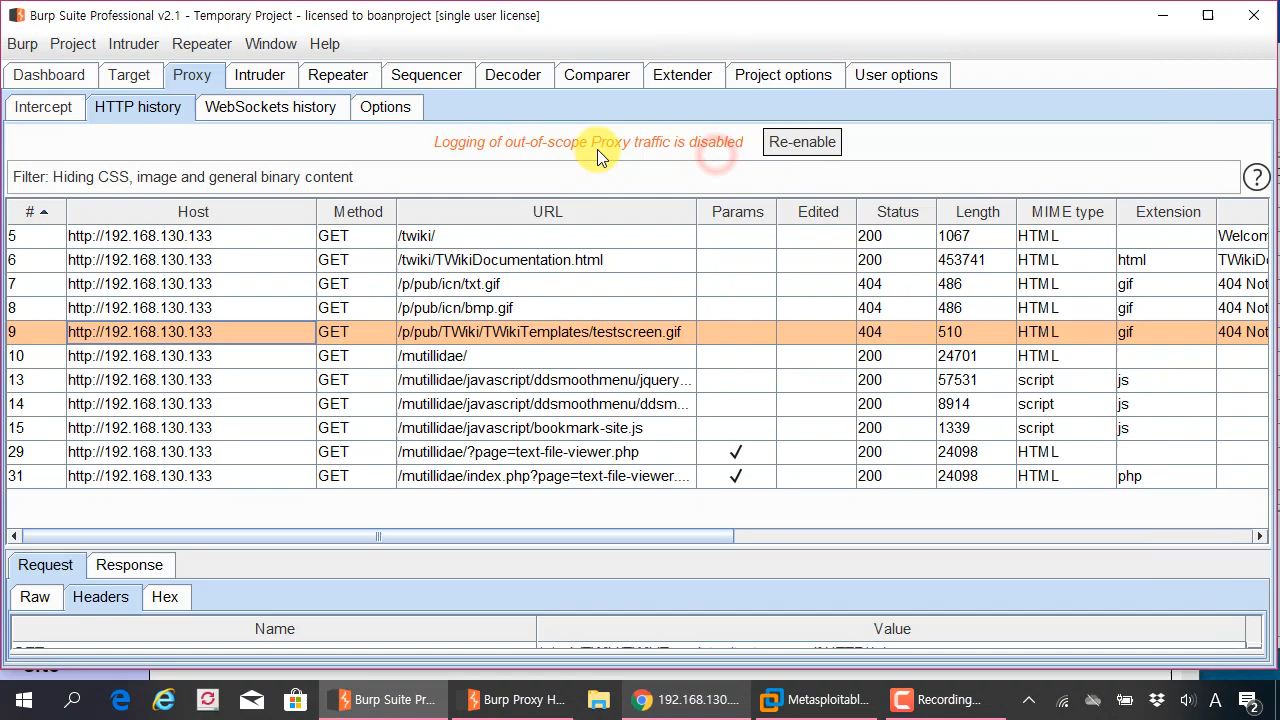 Burp Suite Professional v2.1 - Temporary Project - licensed to boanproject [single user license]
Burp Project Intruder Repeater Window Help
Dashboard Target Proxy Intruder Repeater Sequencer Decoder Comparer Extender Project options User options
Intercept HTTP history WebSockets history Options
Logging of out-of-scope Proxy traffic is disabled Re-enable
Filter: Hiding CSS, image and general binary content ?
# Host Method URL Params Edited Status Length MIME type Extension
5 http://192.168.130.133 GET /twiki/ 200 1067 HTML Welcom
6 http://192.168.130.133 GET /twiki/TWikiDocumentation.html 200 453741 HTML html TWikiDo
7 http://192.168.130.133 GET /p/pub/icn/txt.gif 404 486 HTML gif 404 Not
8 http://192.168.130.133 GET /p/pub/icn/bmp.gif 404 486 HTML gif 404 Not
9 http://192.168.130.133 GET /p/pub/TWiki/TWikiTemplates/testscreen.gif 404 510 HTML gif 404 Not
10 http://192.168.130.133 GET /mutillidae/ 200 24701 HTML
13 http://192.168.130.133 GET /mutillidae/javascript/ddsmoothmenu/jquery... 200 57531 script js
14 http://192.168.130.133 GET /mutillidae/javascript/ddsmoothmenu/ddsm... 200 8914 script js
15 http://192.168.130.133 GET /mutillidae/javascript/bookmark-site.js 200 1339 script js
29 http://192.168.130.133 GET /mutillidae/?page=text-file-viewer.php ✓ 200 24098 HTML
31 http://192.168.130.133 GET /mutillidae/index.php?page=text-file-viewer.... ✓ 200 24098 HTML php
Request Response
Raw Headers Hex
Name Value
Burp Suite Pr... Burp Proxy H... 192.168.130.... Metasploitabl... Recording... A 2